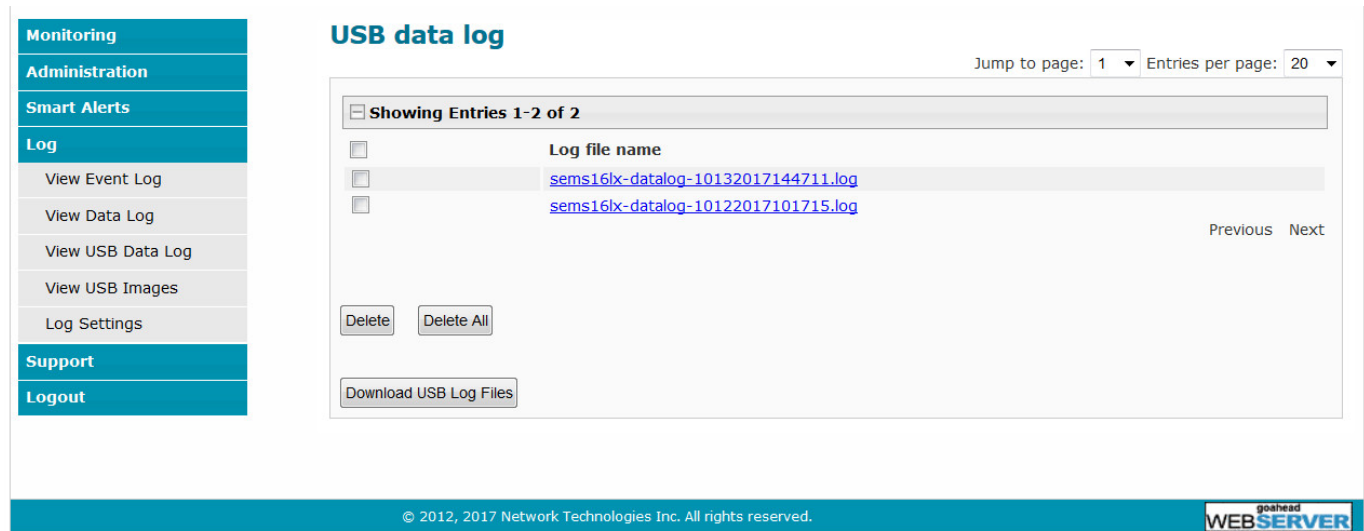 Monitoring
Administration
Smart Alerts
Log
View Event Log
View Data Log
View USB Data Log
View USB Images
Log Settings
Support
Logout
USB data log
Jump to page: 1 Entries per page: 20
Showing Entries 1-2 of 2
Log file name
sems16lx-datalog-10132017144711.log
sems16lx-datalog-10122017101715.log
Previous Next
Delete Delete All
Download USB Log Files
© 2012, 2017 Network Technologies Inc. All rights reserved.
goahead
WEBSERVER